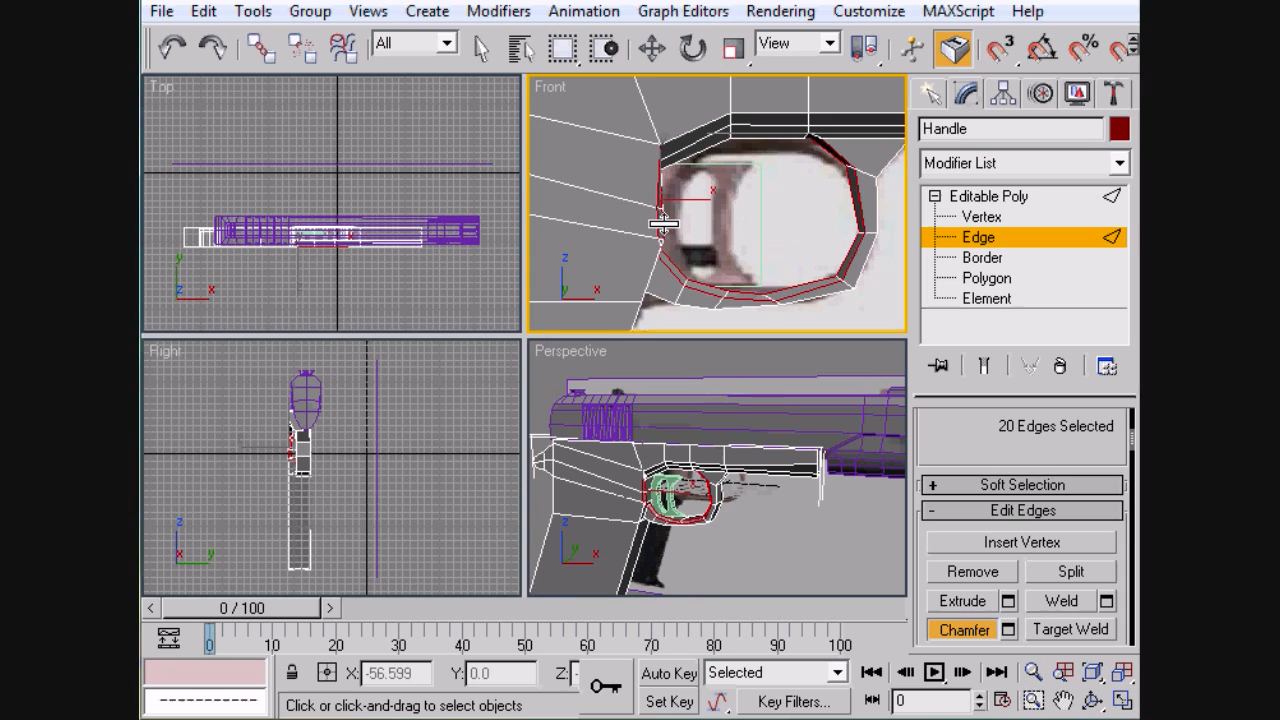 File Edit Tools Group Views Create Modifiers Animation Graph Editors Rendering Customize MAXScript Help
All View 3 %
Top Front
Handle
Modifier List
Editable Poly
Vertex
Edge
Border
Polygon
Element
x z y x y z x
Right Perspective
20 Edges Selected
+ Soft Selection
- Edit Edges
Insert Vertex
Remove Split
Extrude Weld
Chamfer Target Weld
z x y z y x
< 0 / 100 >
0 10 20 30 40 50 60 70 80 90 100
X: -56.599 Y: 0.0 Z: Auto Key Selected
Click or click-and-drag to select objects Set Key Key Filters... 0